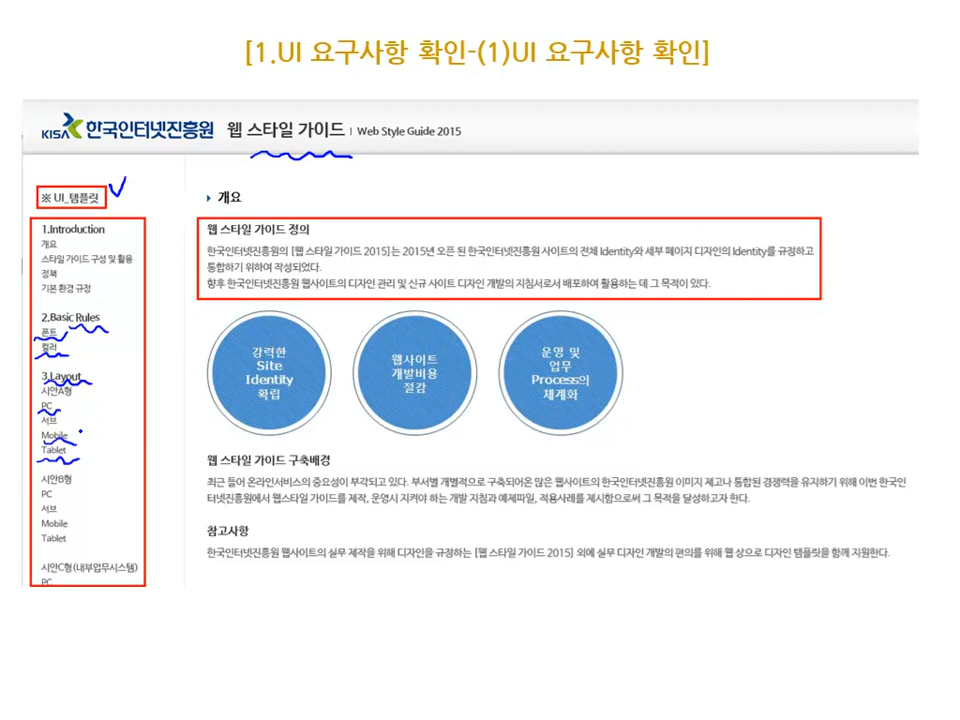 [1.UI 요구사항 확인-(1)UI 요구사항 확인]
KISA 한국인터넷진흥원 웹 스타일 가이드 | Web Style Guide 2015
※ UI_템플릿
1.Introduction
개요
스타일 가이드 구성 및 활용
정책
기본 환경 규정
2.Basic Rules
폰트
컬러
3.Layout
시안A형
PC
서브
Mobile
Tablet
시안B형
PC
서브
Mobile
Tablet
시안C형(내부업무시스템)
PC
개요
웹 스타일 가이드 정의
한국인터넷진흥원의 [웹 스타일 가이드 2015]는 2015년 오픈 된 한국인터넷진흥원 사이트의 전체 Identity와 세부 페이지 디자인의 Identity를 규정하고
통합하기 위하여 작성되었다.
향후 한국인터넷진흥원 웹사이트의 디자인 관리 및 신규 사이트 디자인 개발의 지침서로서 배포하여 활용하는 데 그 목적이 있다.
강력한
Site
Identity
확립
웹사이트
개발비용
절감
운영 및
업무
Process의
체계화
웹 스타일 가이드 구축배경
최근 들어 온라인서비스의 중요성이 부각되고 있다. 부서별 개별적으로 구축되어온 많은 웹사이트의 한국인터넷진흥원 이미지 제고나 통합된 경쟁력을 유지하기 위해 이번 한국인
터넷진흥원에서 웹스타일 가이드를 제작, 운영시 지켜야 하는 개발 지침과 예제파일, 적용사례를 제시함으로써 그 목적을 달성하고자 한다.
참고사항
한국인터넷진흥원 웹사이트의 실무 제작을 위해 디자인을 규정하는 [웹 스타일 가이드 2015] 외에 실무 디자인 개발의 편의를 위해 웹 상으로 디자인 템플릿을 함께 지원한다.